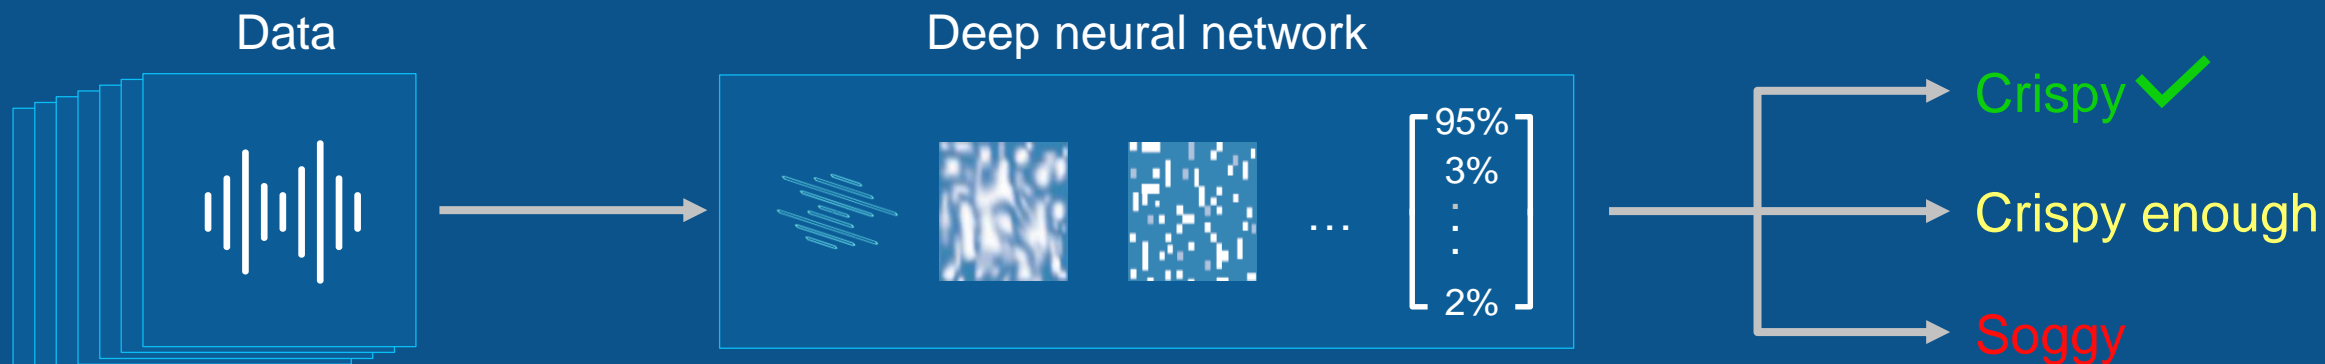 Data
Deep neural network
95%
3%
⋮
...
2%
Crispy ✓
Crispy enough
Soggy